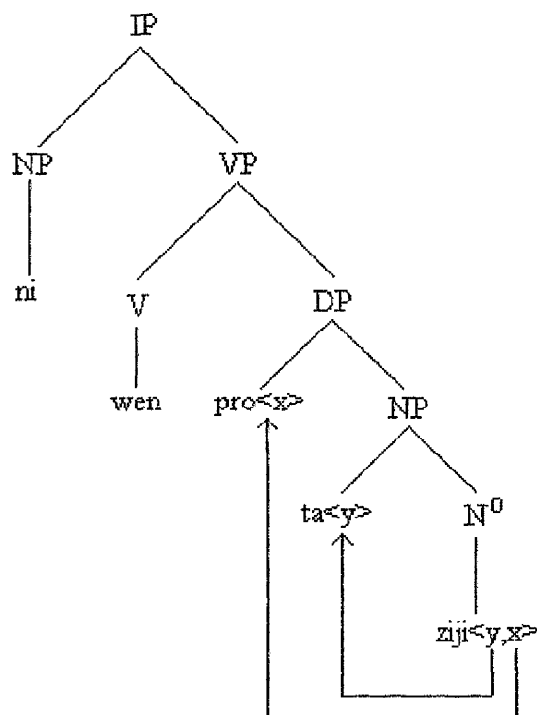 IP
NP VP
ni V DP
wen pro<x> NP
ta<y> N⁰
ziji<y,x>